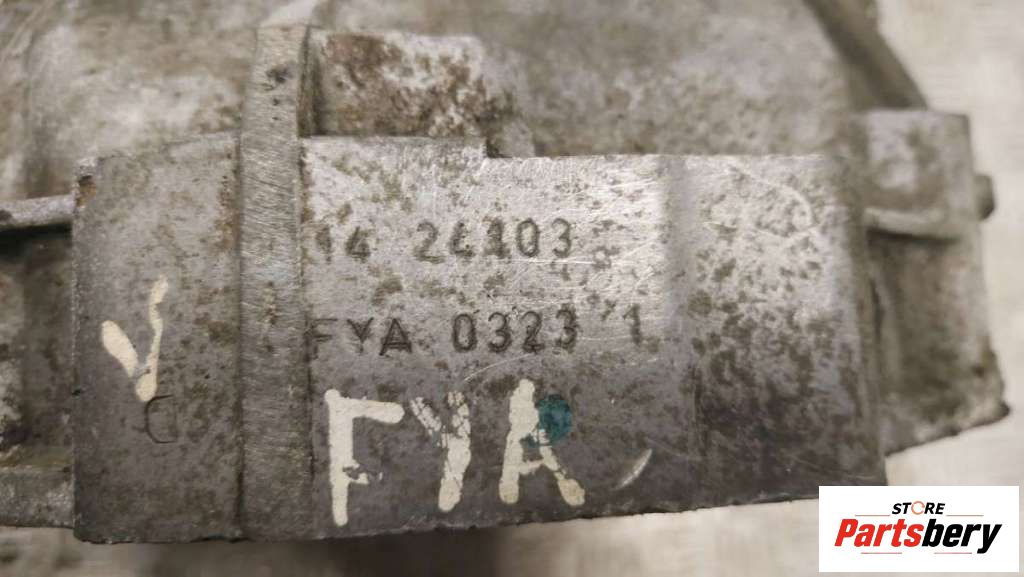 14 24103
FYA 0323 1
V
FYA
STORE
Partsbery